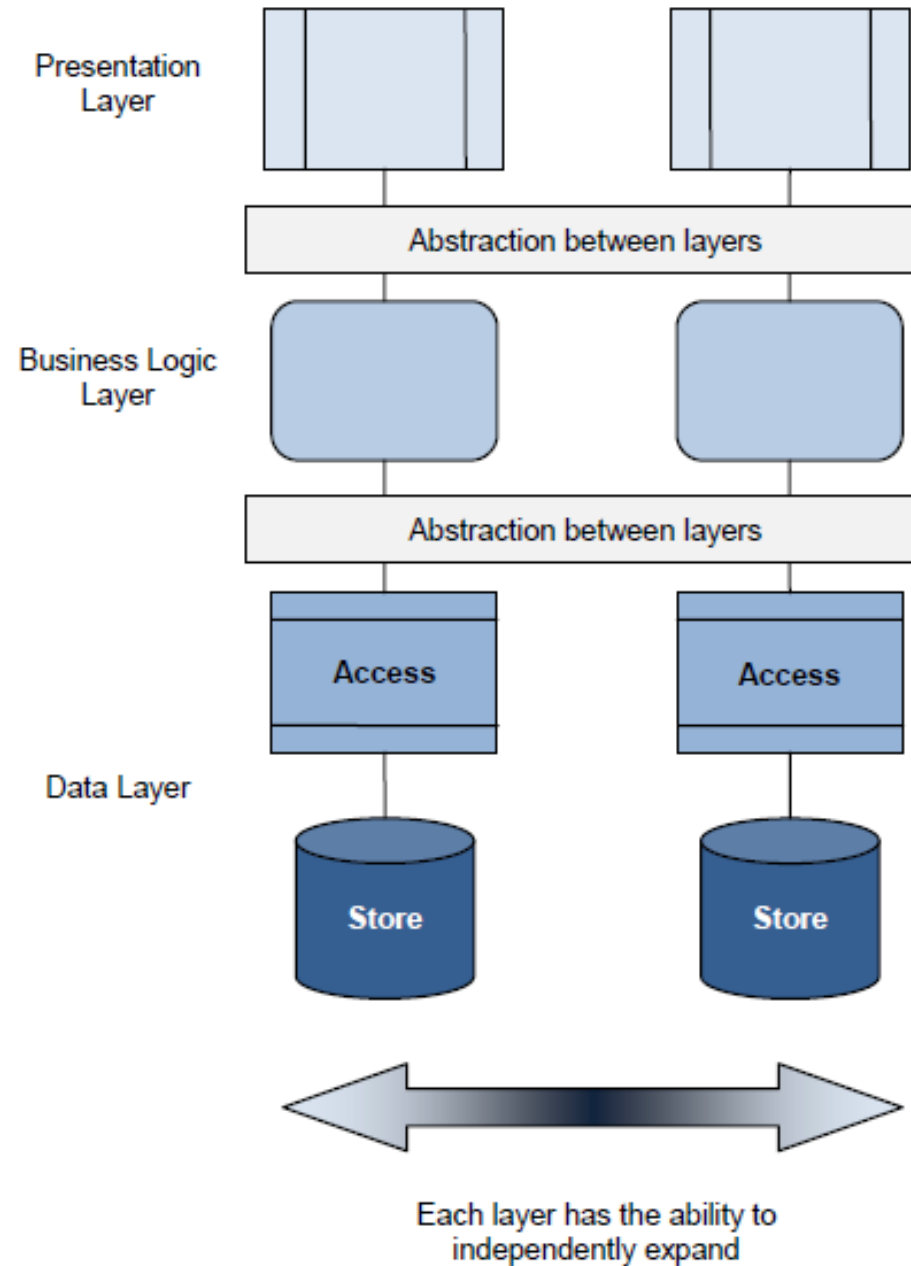 Presentation
Layer
Abstraction between layers
Business Logic
Layer
Abstraction between layers
Access
Access
Data Layer
Store
Store
Each layer has the ability to
independently expand